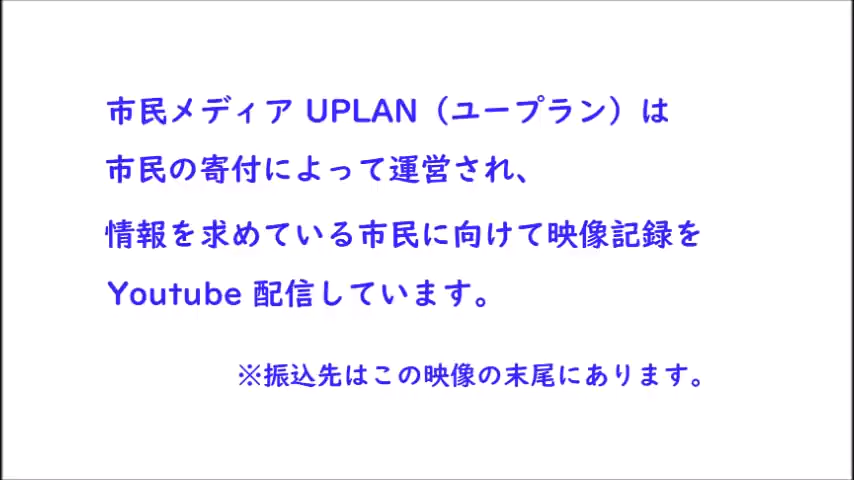 市民メディア UPLAN（ユープラン）は
市民の寄付によって運営され、
情報を求めている市民に向けて映像記録を
Youtube 配信しています。
※振込先はこの映像の末尾にあります。